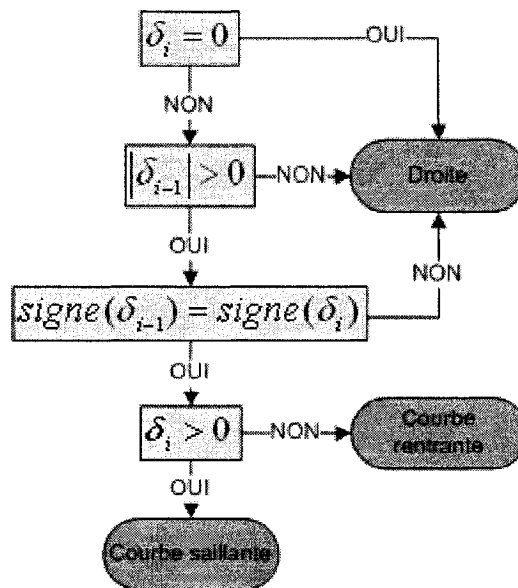 δᵢ = 0
OUI
NON
|δᵢ₋₁| > 0
NON
Droite
OUI
NON
signe(δᵢ₋₁) = signe(δᵢ)
OUI
δᵢ > 0
NON
Courbe
rentrante
OUI
Courbe saillante